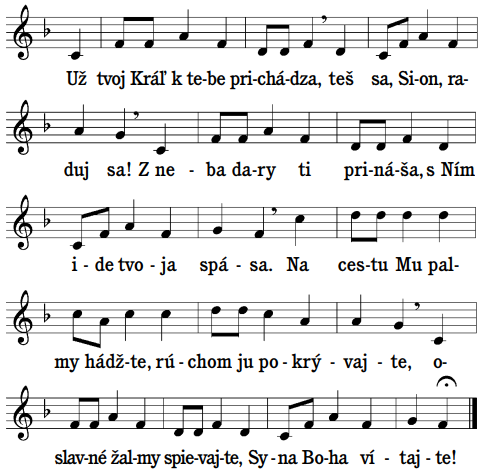 Už tvoj Kráľ k te-be pri-chá-dza, teš sa, Si-on, ra-
duj sa! Z ne - ba da-ry ti pri-ná-ša, s Ním
i - de tvo - ja spá - sa. Na ces-tu Mu pal-
my hádž-te, rú-chom ju po-krý-vaj-te, o-
slav-né žal-my spie-vaj-te, Sy-na Bo-ha ví - taj-te!